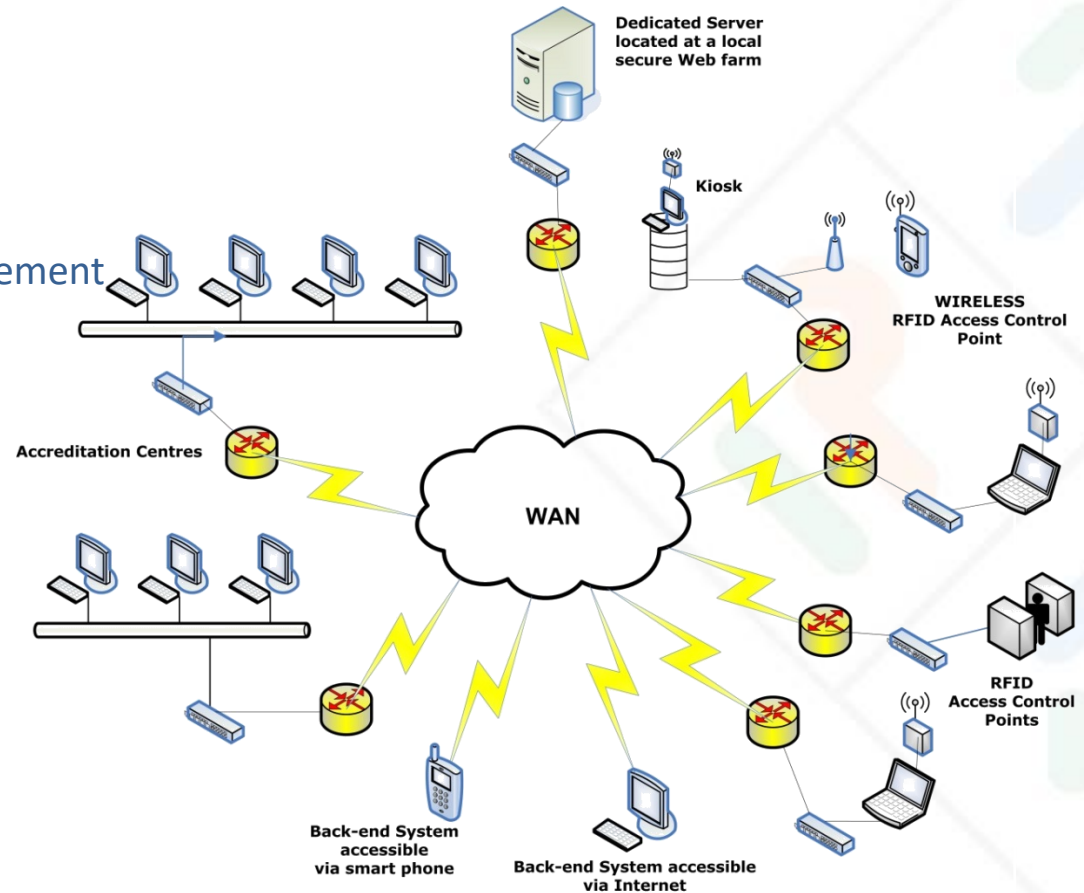 Dedicated Server
located at a local
secure Web farm
Kiosk
ement
WIRELESS
RFID Access Control
Point
Accreditation Centres
WAN
RFID
Access Control
Points
Back-end System
accessible
via smart phone
Back-end System accessible
via Internet